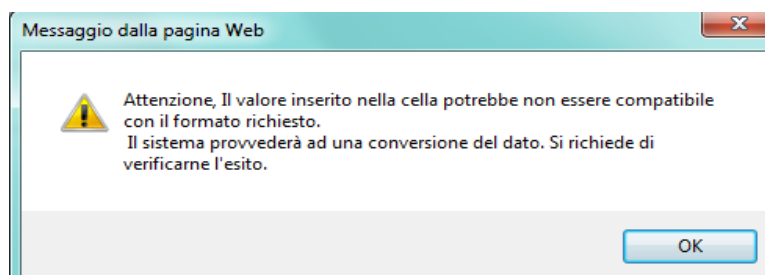 Messaggio dalla pagina Web
Attenzione, Il valore inserito nella cella potrebbe non essere compatibile
con il formato richiesto.
Il sistema provvederà ad una conversione del dato. Si richiede di
verificarne l'esito.
OK